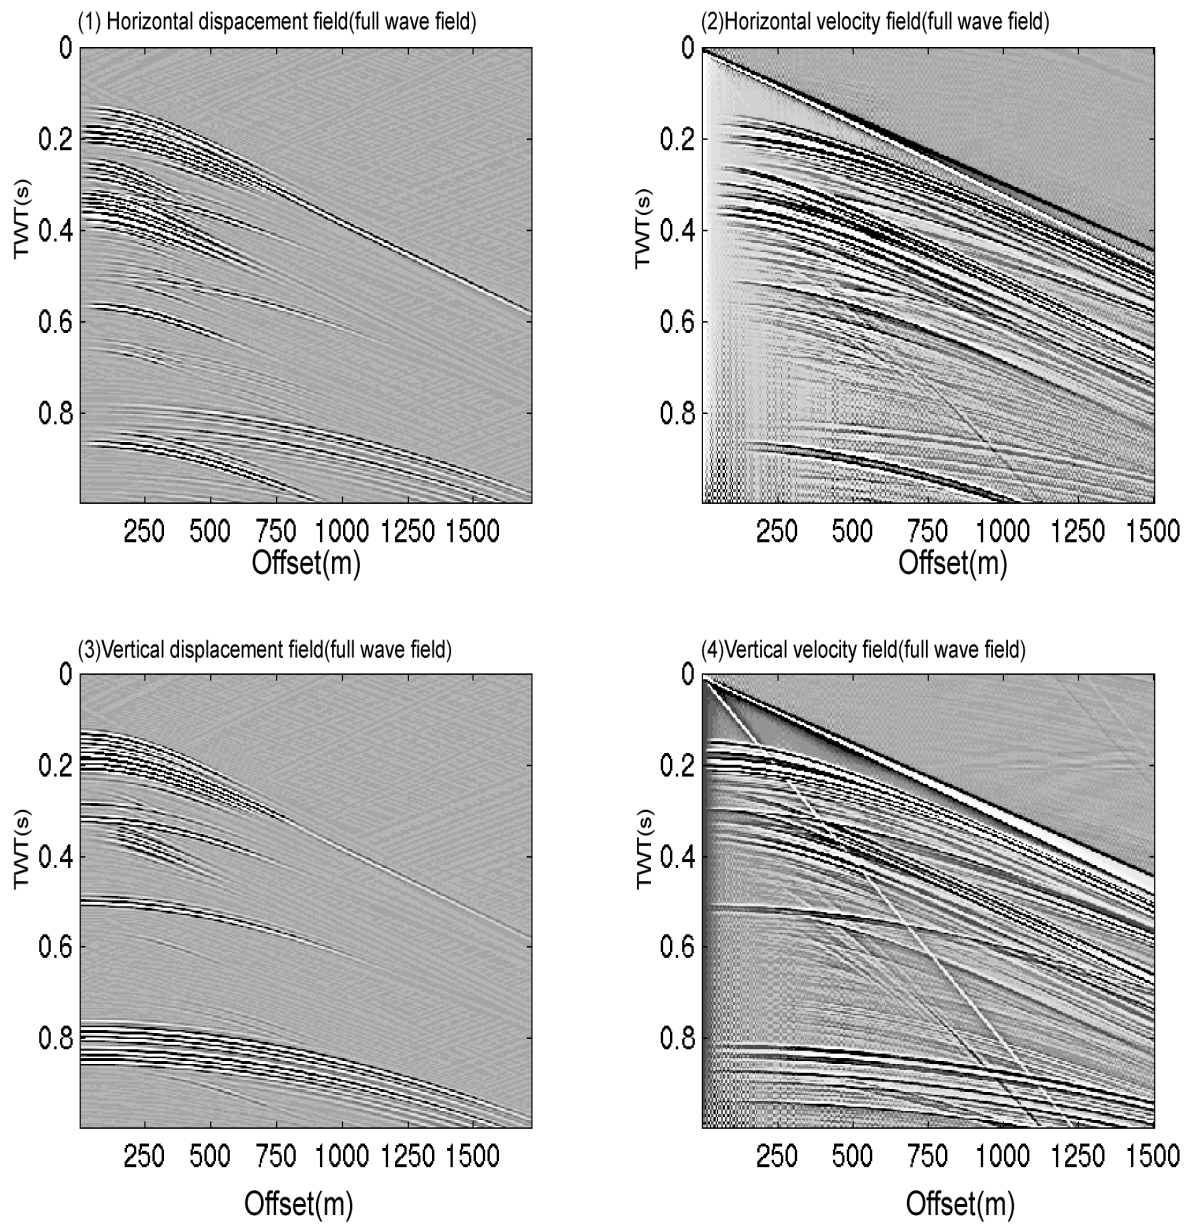 (1) Horizontal dispacement field(full wave field)
0
0.2
0.4
0.6
0.8
TWT(s)
250 500 750 1000 1250 1500
Offset(m)
(2)Horizontal velocity field(full wave field)
0
0.2
0.4
0.6
0.8
TWT(s)
250 500 750 1000 1250 1500
Offset(m)
(3)Vertical displacement field(full wave field)
0
0.2
0.4
0.6
0.8
TWT(s)
250 500 750 1000 1250 1500
Offset(m)
(4)Vertical velocity field(full wave field)
0
0.2
0.4
0.6
0.8
TWT(s)
250 500 750 1000 1250 1500
Offset(m)